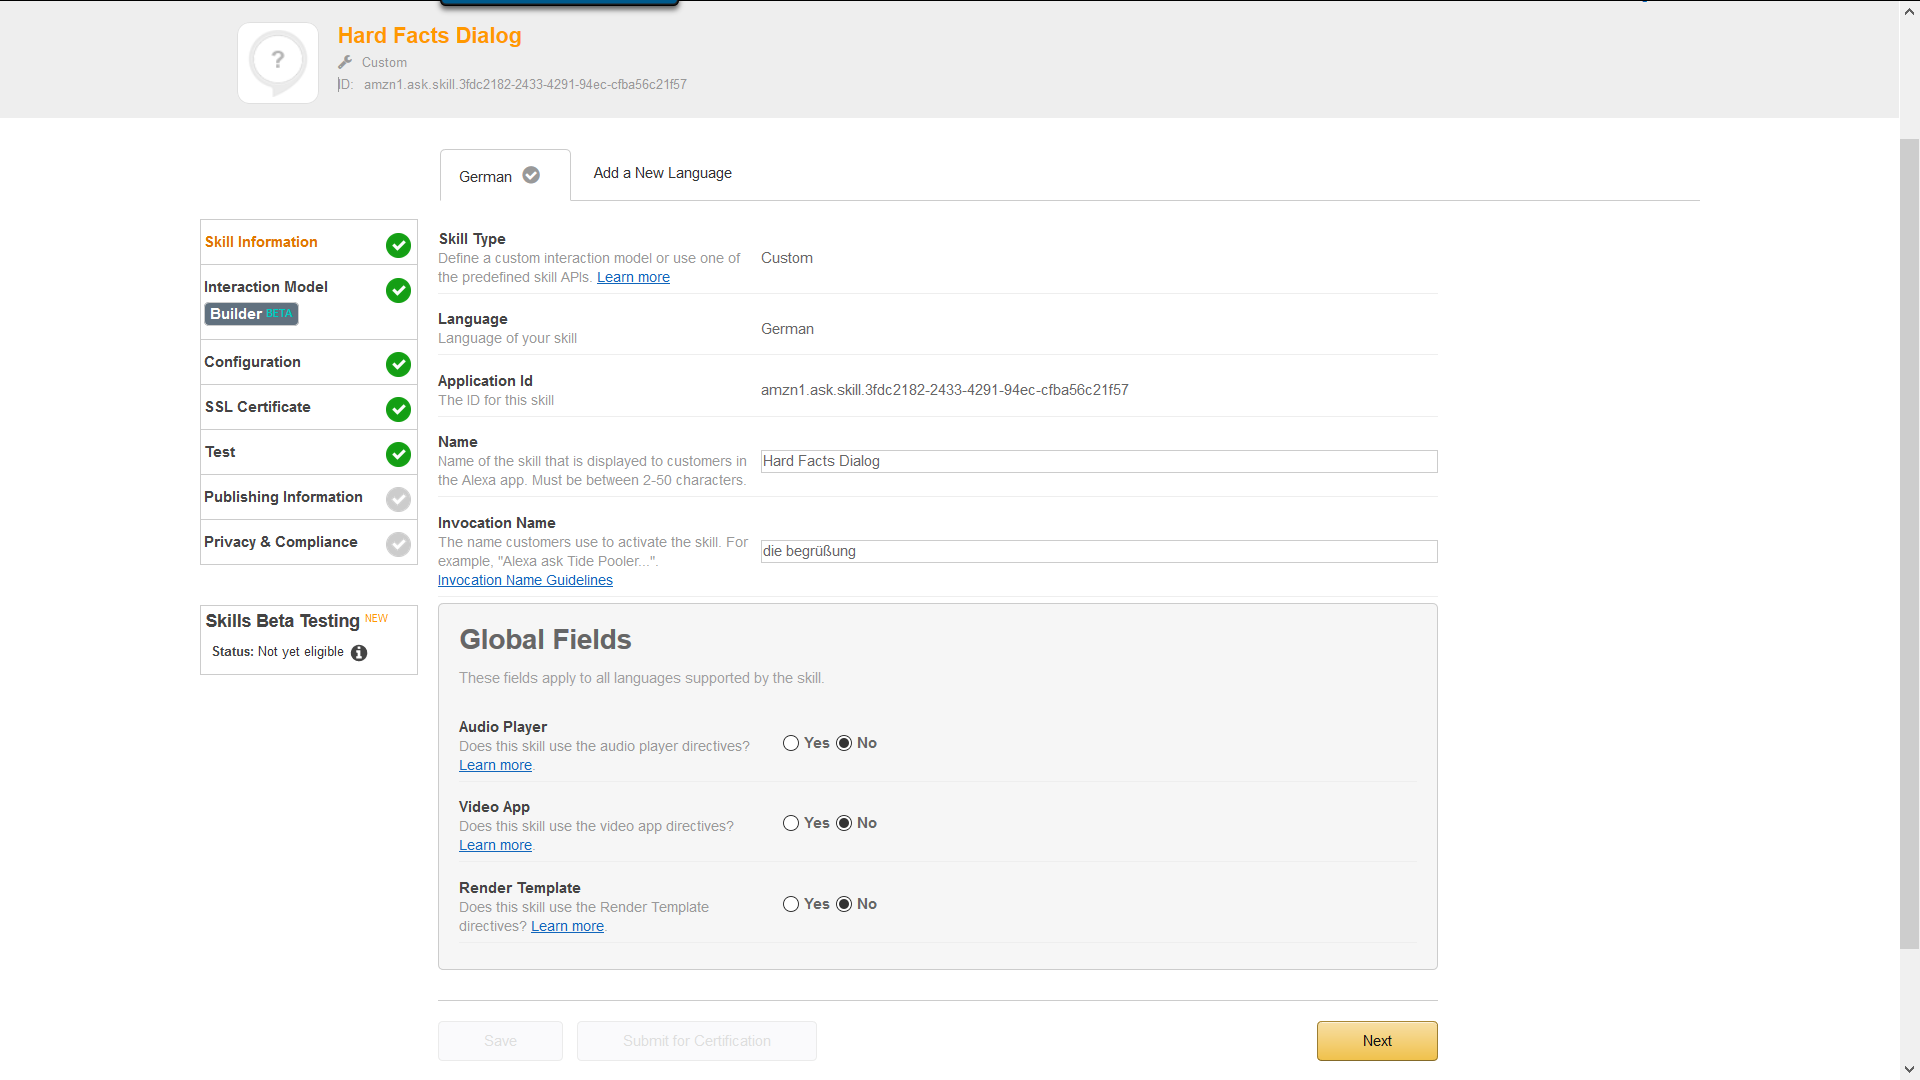 Hard Facts Dialog
?
Custom
ID: amzn1.ask.skill.3fdc2182-2433-4291-94ec-cfba56c21f57
German
Add a New Language
Skill Information
Interaction Model
Builder BETA
Configuration
SSL Certificate
Test
Publishing Information
Privacy & Compliance
Skills Beta Testing NEW
Status: Not yet eligible
Skill Type
Define a custom interaction model or use one of
the predefined skill APIs. Learn more
Custom
Language
Language of your skill
German
Application Id
The ID for this skill
amzn1.ask.skill.3fdc2182-2433-4291-94ec-cfba56c21f57
Name
Name of the skill that is displayed to customers in
the Alexa app. Must be between 2-50 characters.
Hard Facts Dialog
Invocation Name
The name customers use to activate the skill. For
example, "Alexa ask Tide Pooler...".
Invocation Name Guidelines
die begrüßung
Global Fields
These fields apply to all languages supported by the skill.
Audio Player
Does this skill use the audio player directives?
Learn more.
Yes No
Video App
Does this skill use the video app directives?
Learn more.
Yes No
Render Template
Does this skill use the Render Template
directives? Learn more.
Yes No
Save
Submit for Certification
Next